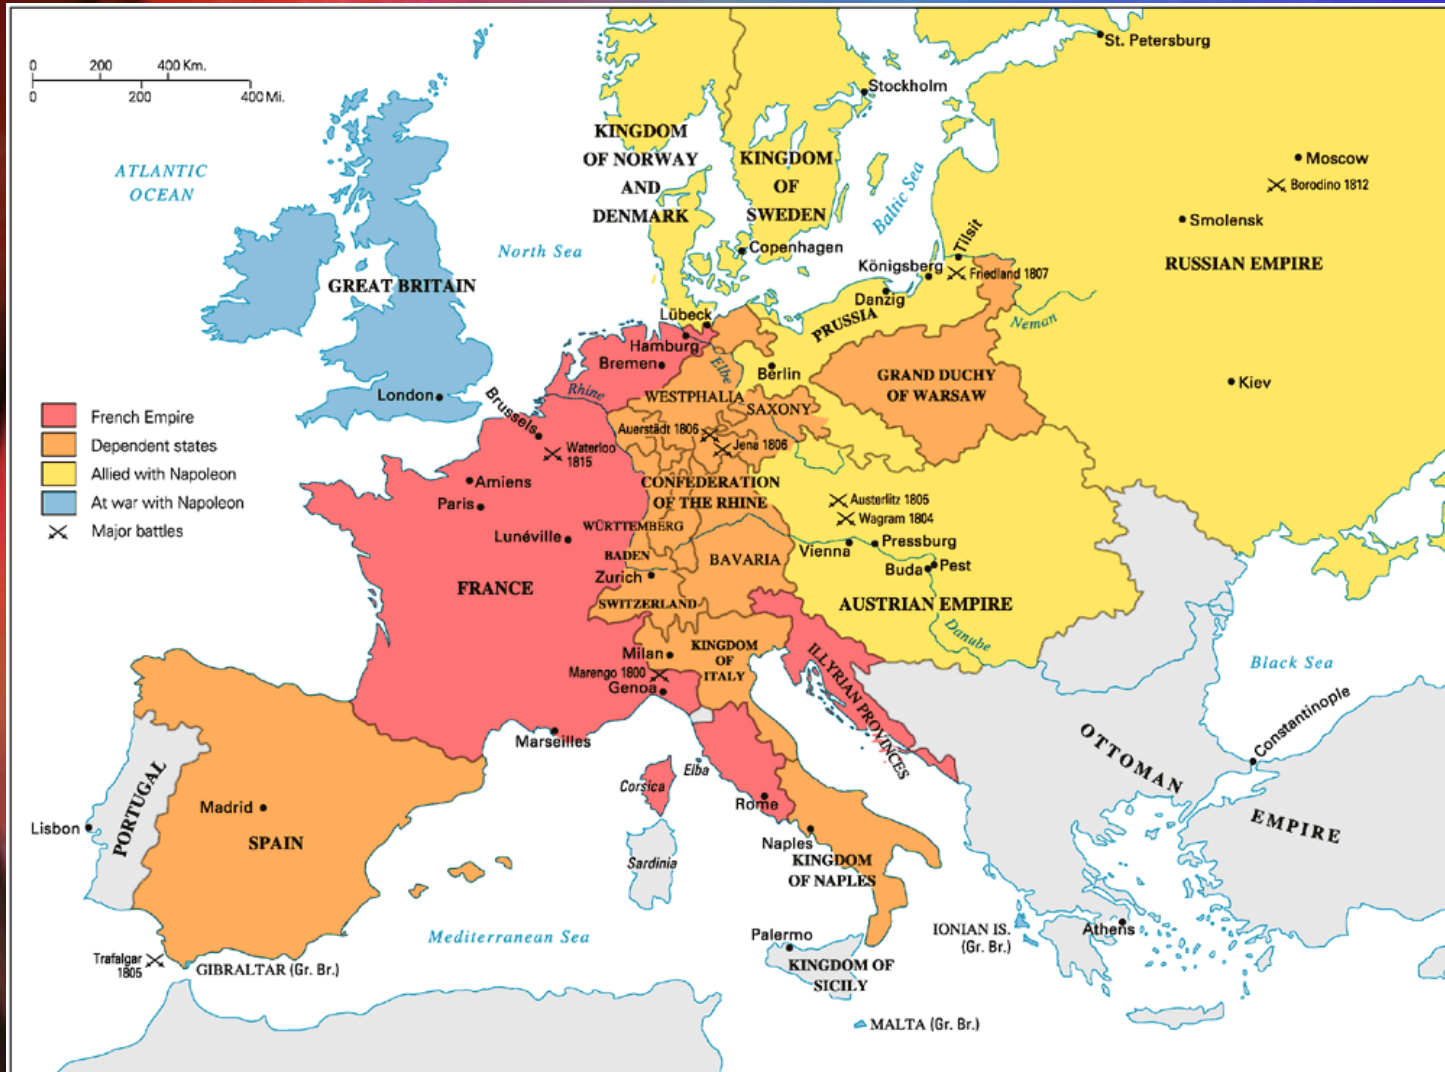 0 200 400 Km.
0 200 400 Mi.
St. Petersburg
Stockholm
KINGDOM
OF NORWAY
AND
DENMARK
KINGDOM
OF
SWEDEN
Baltic Sea
Moscow
Borodino 1812
ATLANTIC
OCEAN
Smolensk
North Sea
Copenhagen
Tilsit
RUSSIAN EMPIRE
Königsberg
Friedland 1807
GREAT BRITAIN
Danzig
PRUSSIA
Neman
Lübeck
Hamburg
Bremen
Elbe
Berlin
GRAND DUCHY
OF WARSAW
Kiev
London
Brussels
Rhine
WESTPHALIA
SAXONY
French Empire
Dependent states
Allied with Napoleon
At war with Napoleon
Major battles
Auerstädt 1806
Jena 1806
Waterloo
1815
Amiens
Paris
CONFEDERATION
OF THE RHINE
Austerlitz 1805
Wagram 1804
WÜRTTEMBERG
Lunéville
BADEN
BAVARIA
Vienna
Pressburg
Buda
Pest
Zurich
FRANCE
SWITZERLAND
AUSTRIAN EMPIRE
Danube
KINGDOM
OF
ITALY
Milan
Marengo 1800
Genoa
ILLYRIAN PROVINCES
Black Sea
Constantinople
Marseilles
Corsica
Elba
Rome
OTTOMAN
EMPIRE
PORTUGAL
Madrid
Lisbon
SPAIN
Sardinia
Naples
KINGDOM
OF NAPLES
Mediterranean Sea
IONIAN IS.
(Gr. Br.)
Athens
Trafalgar
1805
GIBRALTAR (Gr. Br.)
Palermo
KINGDOM OF
SICILY
MALTA (Gr. Br.)